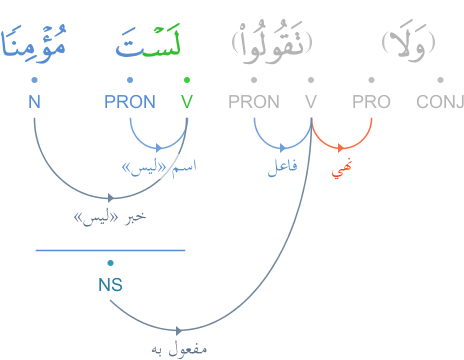 (وَلَا) (تَقُولُوا۟) لَسْتَ مُؤْمِنًا
CONJ PRO V PRON V PRON N
نهي فاعل اسم «ليس»
خبر «ليس»
NS
مفعول به